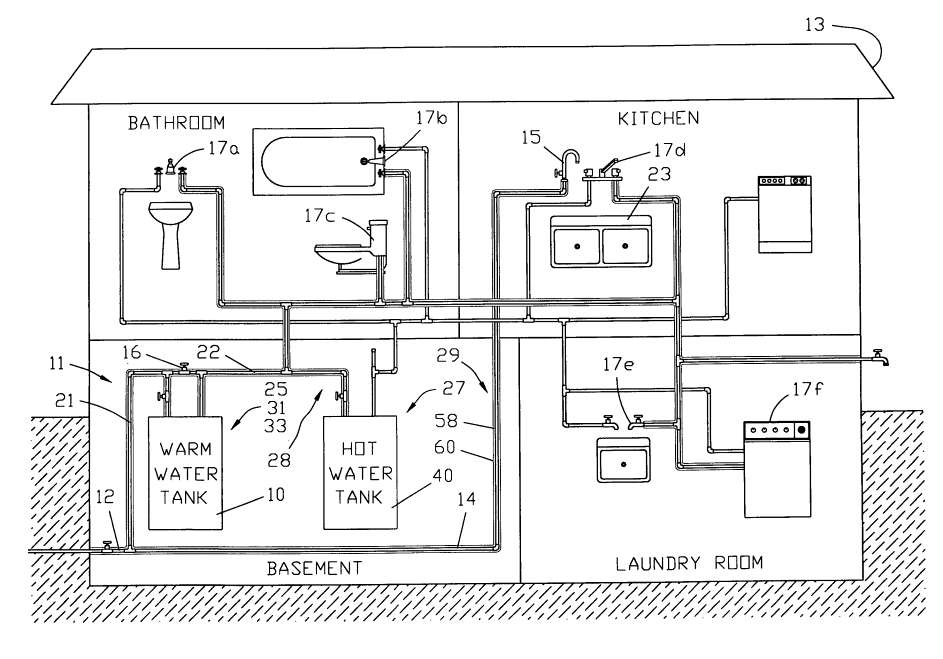 13
BATHROOM
17a
17b
17c
KITCHEN
15
17d
23
16
22
11
21
25
31
33
28
29
27
58
60
WARM
WATER
TANK
10
HOT
WATER
TANK
40
14
12
BASEMENT
17e
17f
LAUNDRY ROOM